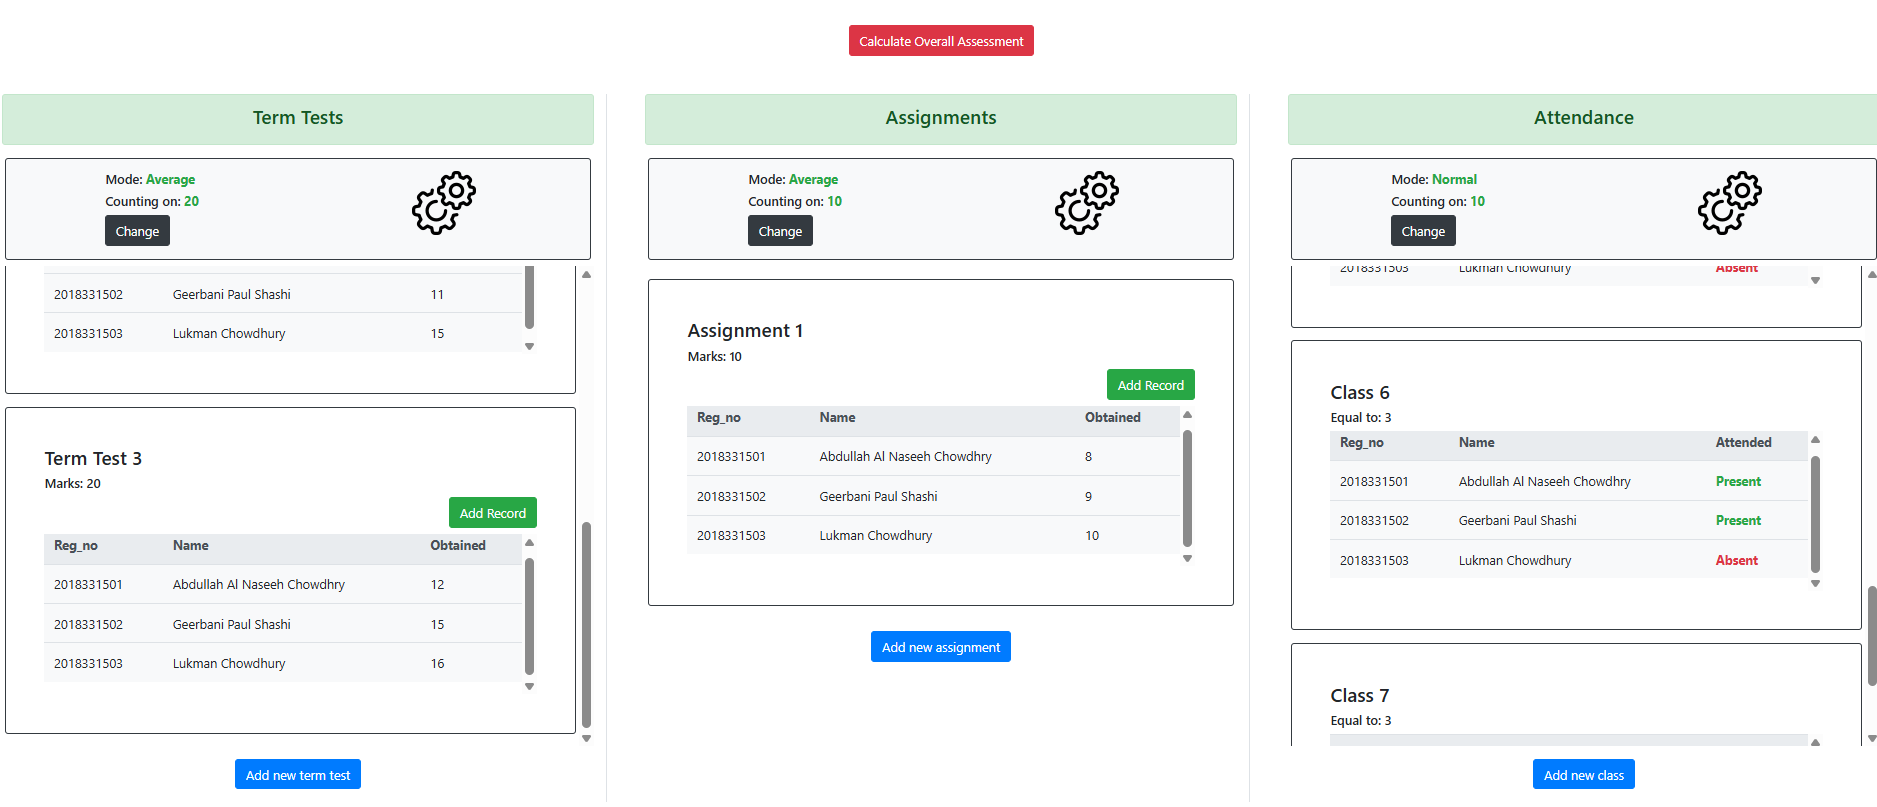 Calculate Overall Assessment
Term Tests
Mode: Average
Counting on: 20
Change
2018331502 Geerbani Paul Shashi 11
2018331503 Lukman Chowdhury 15
Term Test 3
Marks: 20
Add Record
Reg_no Name Obtained
2018331501 Abdullah Al Naseeh Chowdhry 12
2018331502 Geerbani Paul Shashi 15
2018331503 Lukman Chowdhury 16
Add new term test
Assignments
Mode: Average
Counting on: 10
Change
Assignment 1
Marks: 10
Add Record
Reg_no Name Obtained
2018331501 Abdullah Al Naseeh Chowdhry 8
2018331502 Geerbani Paul Shashi 9
2018331503 Lukman Chowdhury 10
Add new assignment
Attendance
Mode: Normal
Counting on: 10
Change
2018331503 Lukman Chowdhury Absent
Class 6
Equal to: 3
Reg_no Name Attended
2018331501 Abdullah Al Naseeh Chowdhry Present
2018331502 Geerbani Paul Shashi Present
2018331503 Lukman Chowdhury Absent
Class 7
Equal to: 3
Add new class